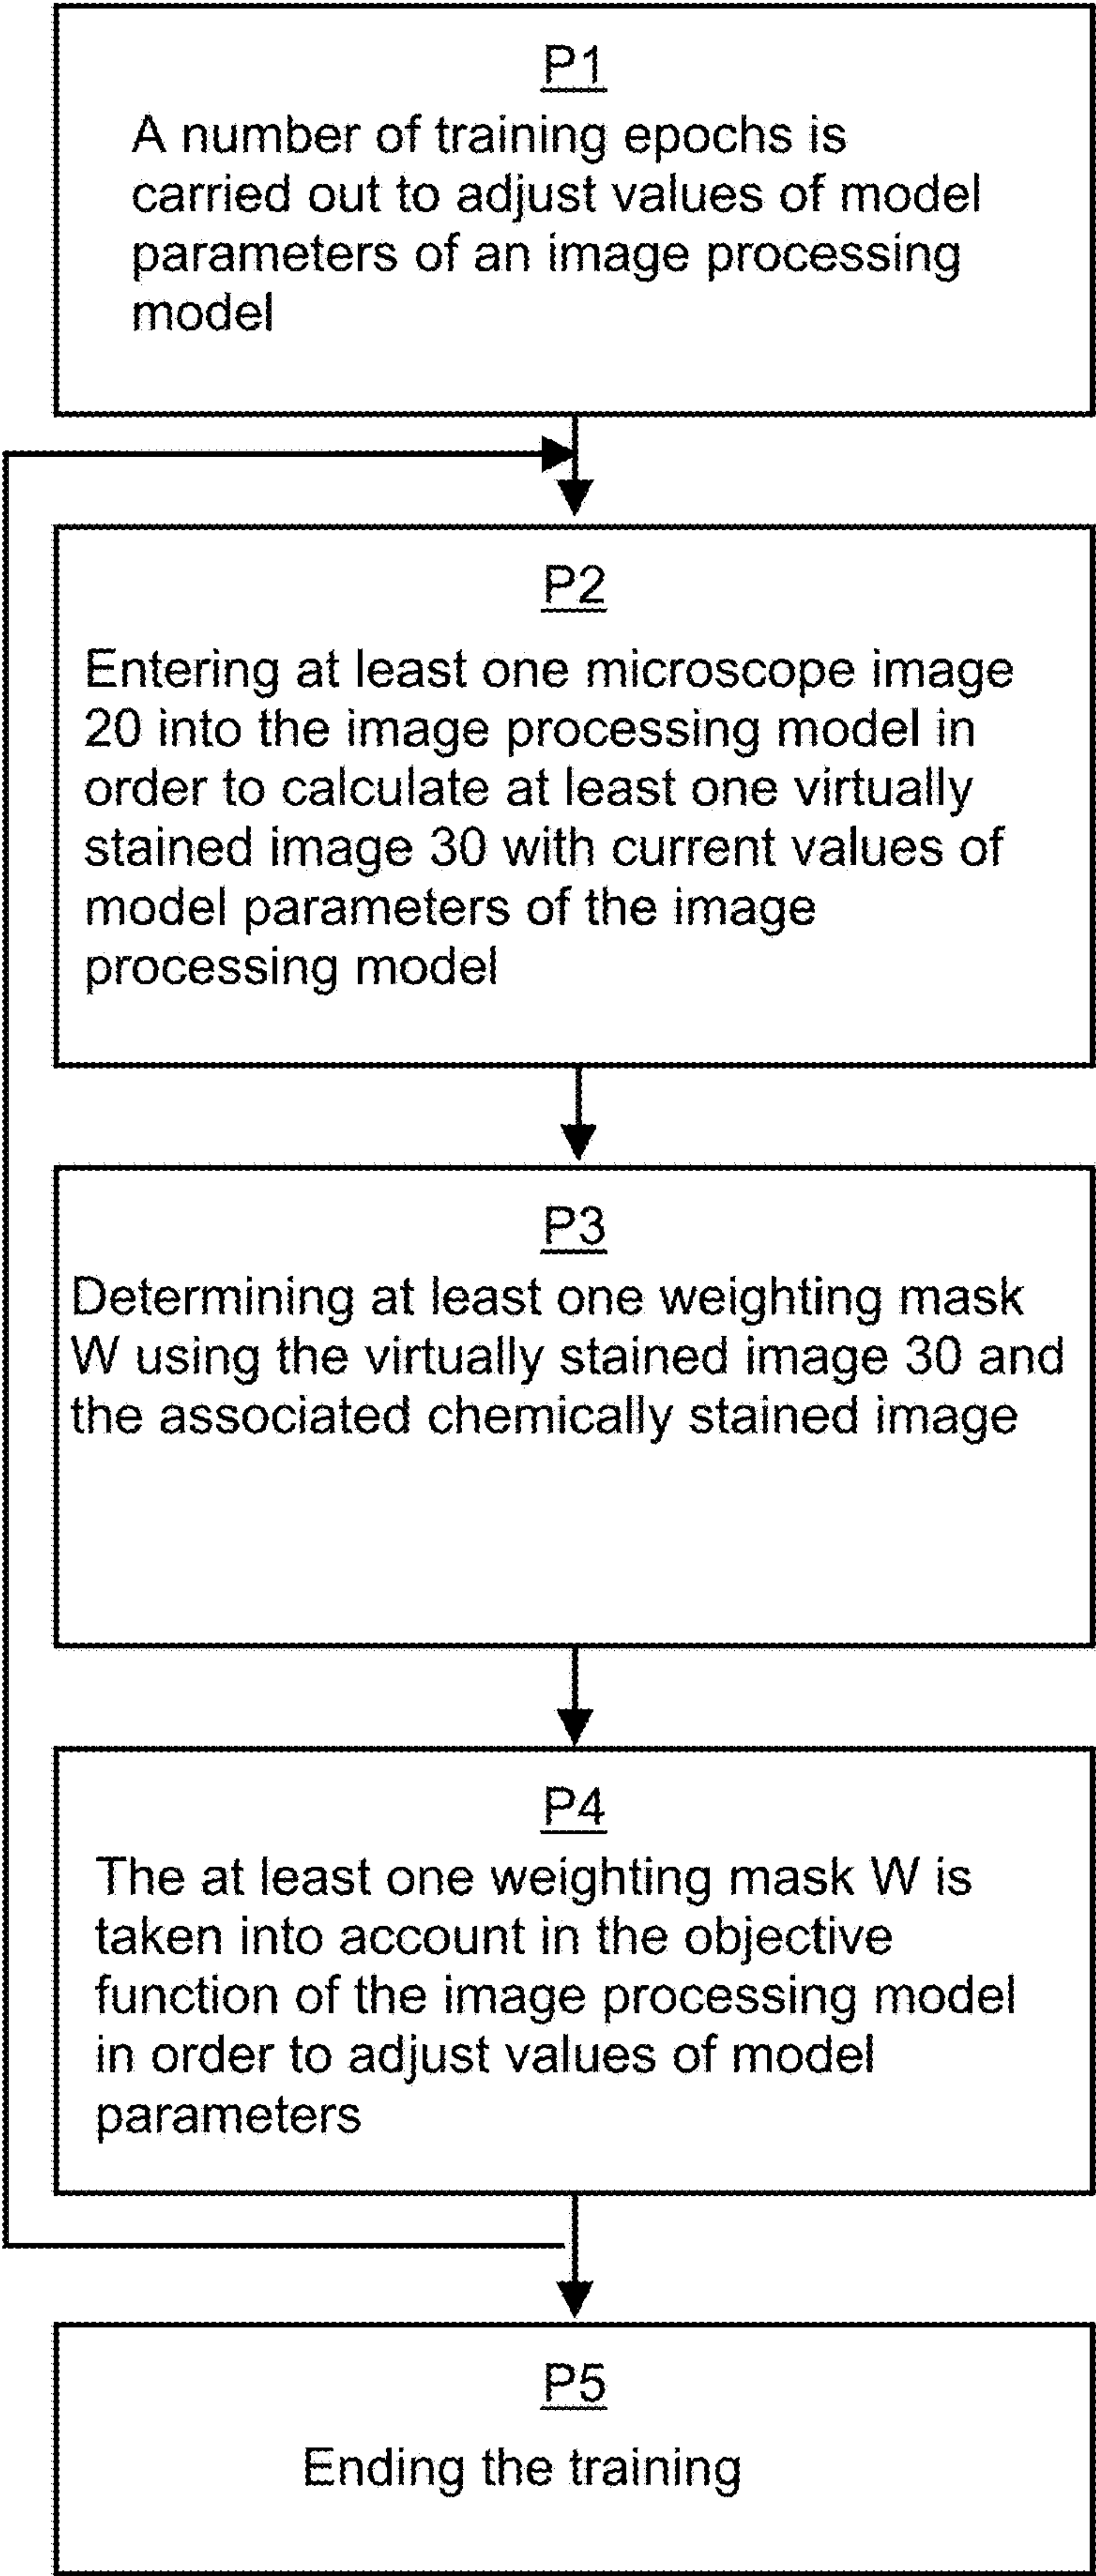 P1
A number of training epochs is
carried out to adjust values of model
parameters of an image processing
model
P2
Entering at least one microscope image
20 into the image processing model in
order to calculate at least one virtually
stained image 30 with current values of
model parameters of the image
processing model
P3
Determining at least one weighting mask
W using the virtually stained image 30 and
the associated chemically stained image
P4
The at least one weighting mask W is
taken into account in the objective
function of the image processing model
in order to adjust values of model
parameters
P5
Ending the training